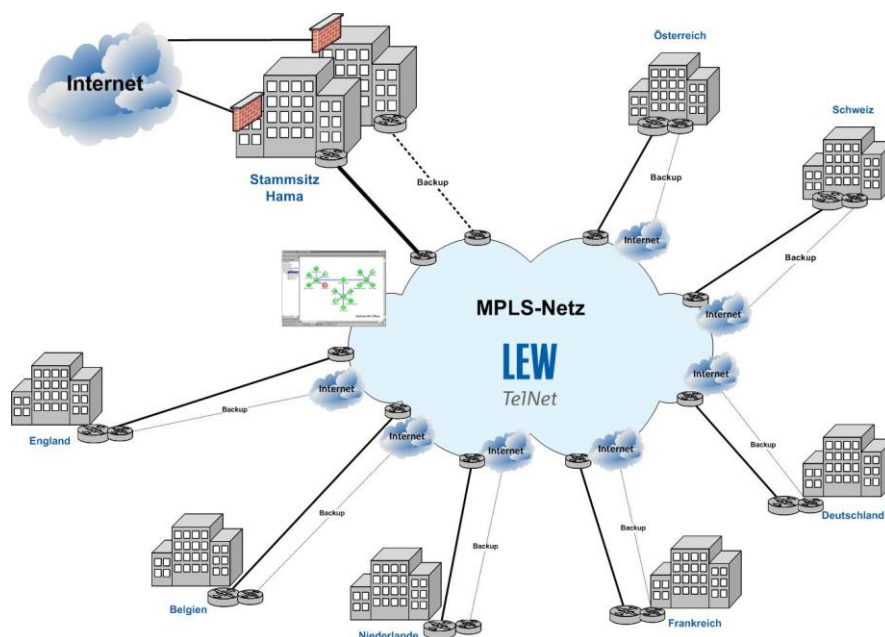 Internet
Stammsitz
Hama
Backup
Österreich
Backup
Internet
Schweiz
Backup
Internet
MPLS-Netz
LEW
TelNet
England
Backup
Internet
Belgien
Backup
Internet
Niederlande
Backup
Internet
Frankreich
Backup
Internet
Deutschland
Backup
Internet